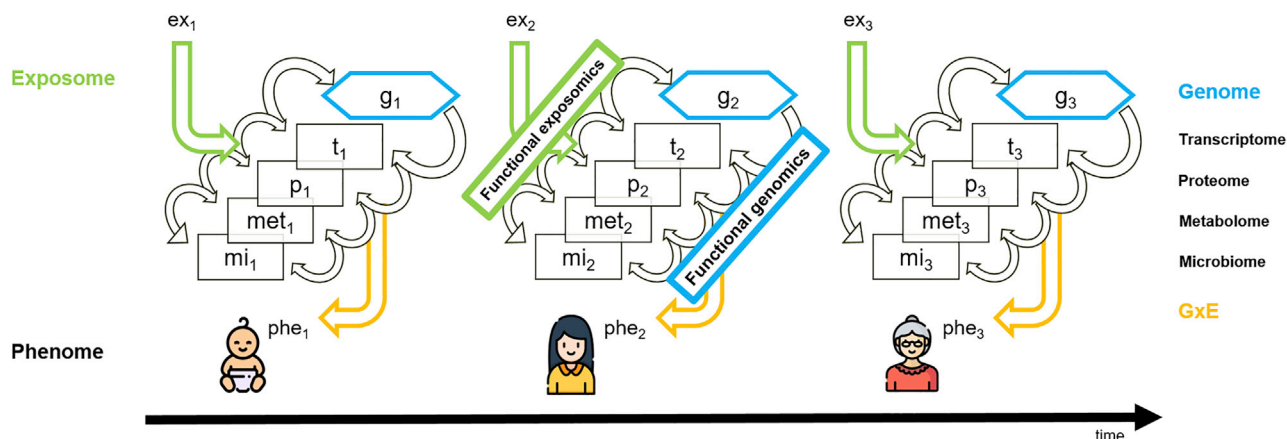 ex₁
ex₂
ex₃
Exposome
g₁
g₂
g₃
Genome
Functional exposomics
t₁
t₂
t₃
Transcriptome
p₁
p₂
p₃
Proteome
met₁
met₂
met₃
Metabolome
Functional genomics
mi₁
mi₂
mi₃
Microbiome
GxE
phe₁
phe₂
phe₃
Phenome
time